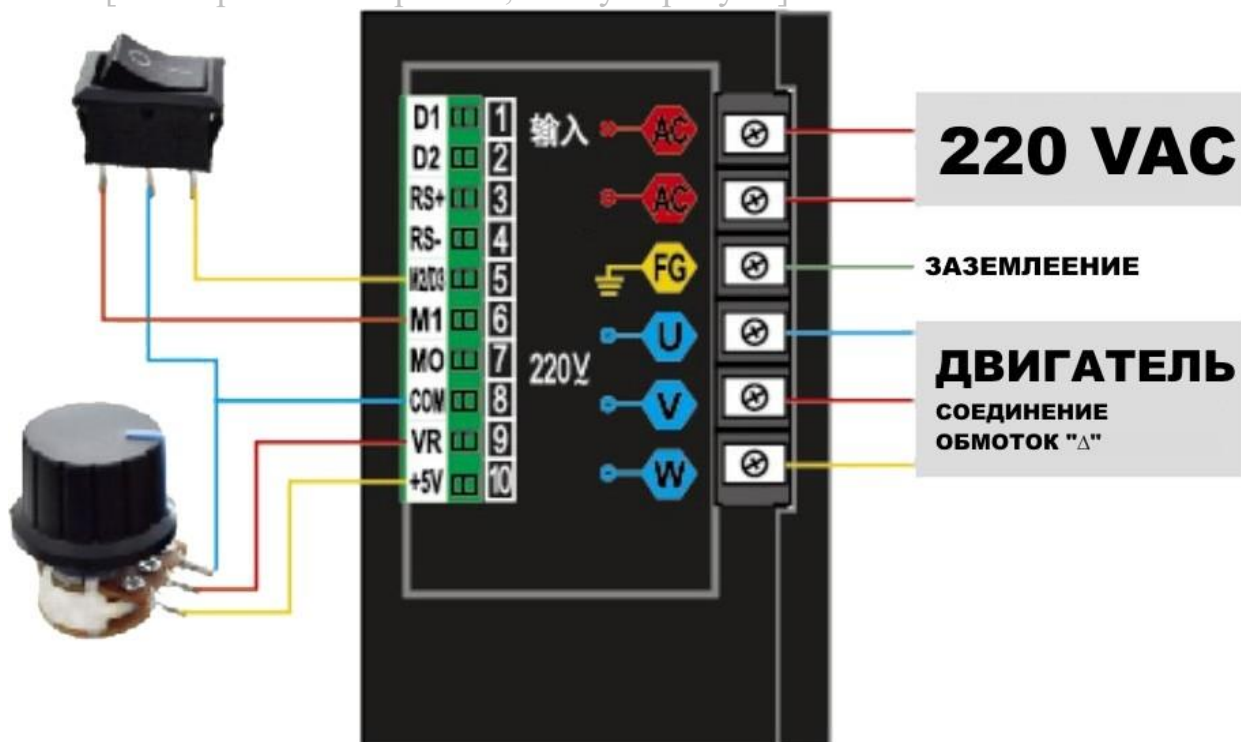 D1 1
D2 2
RS+ 3
RS- 4
M2/D3 5
M1 6
MO 7
COM 8
VR 9
+5V 10
输入
220V
AC
AC
FG
U
V
W
220 VAC
ЗАЗЕМЛЕЕНИЕ
ДВИГАТЕЛЬ
СОЕДИНЕНИЕ
ОБМОТОК "Δ"